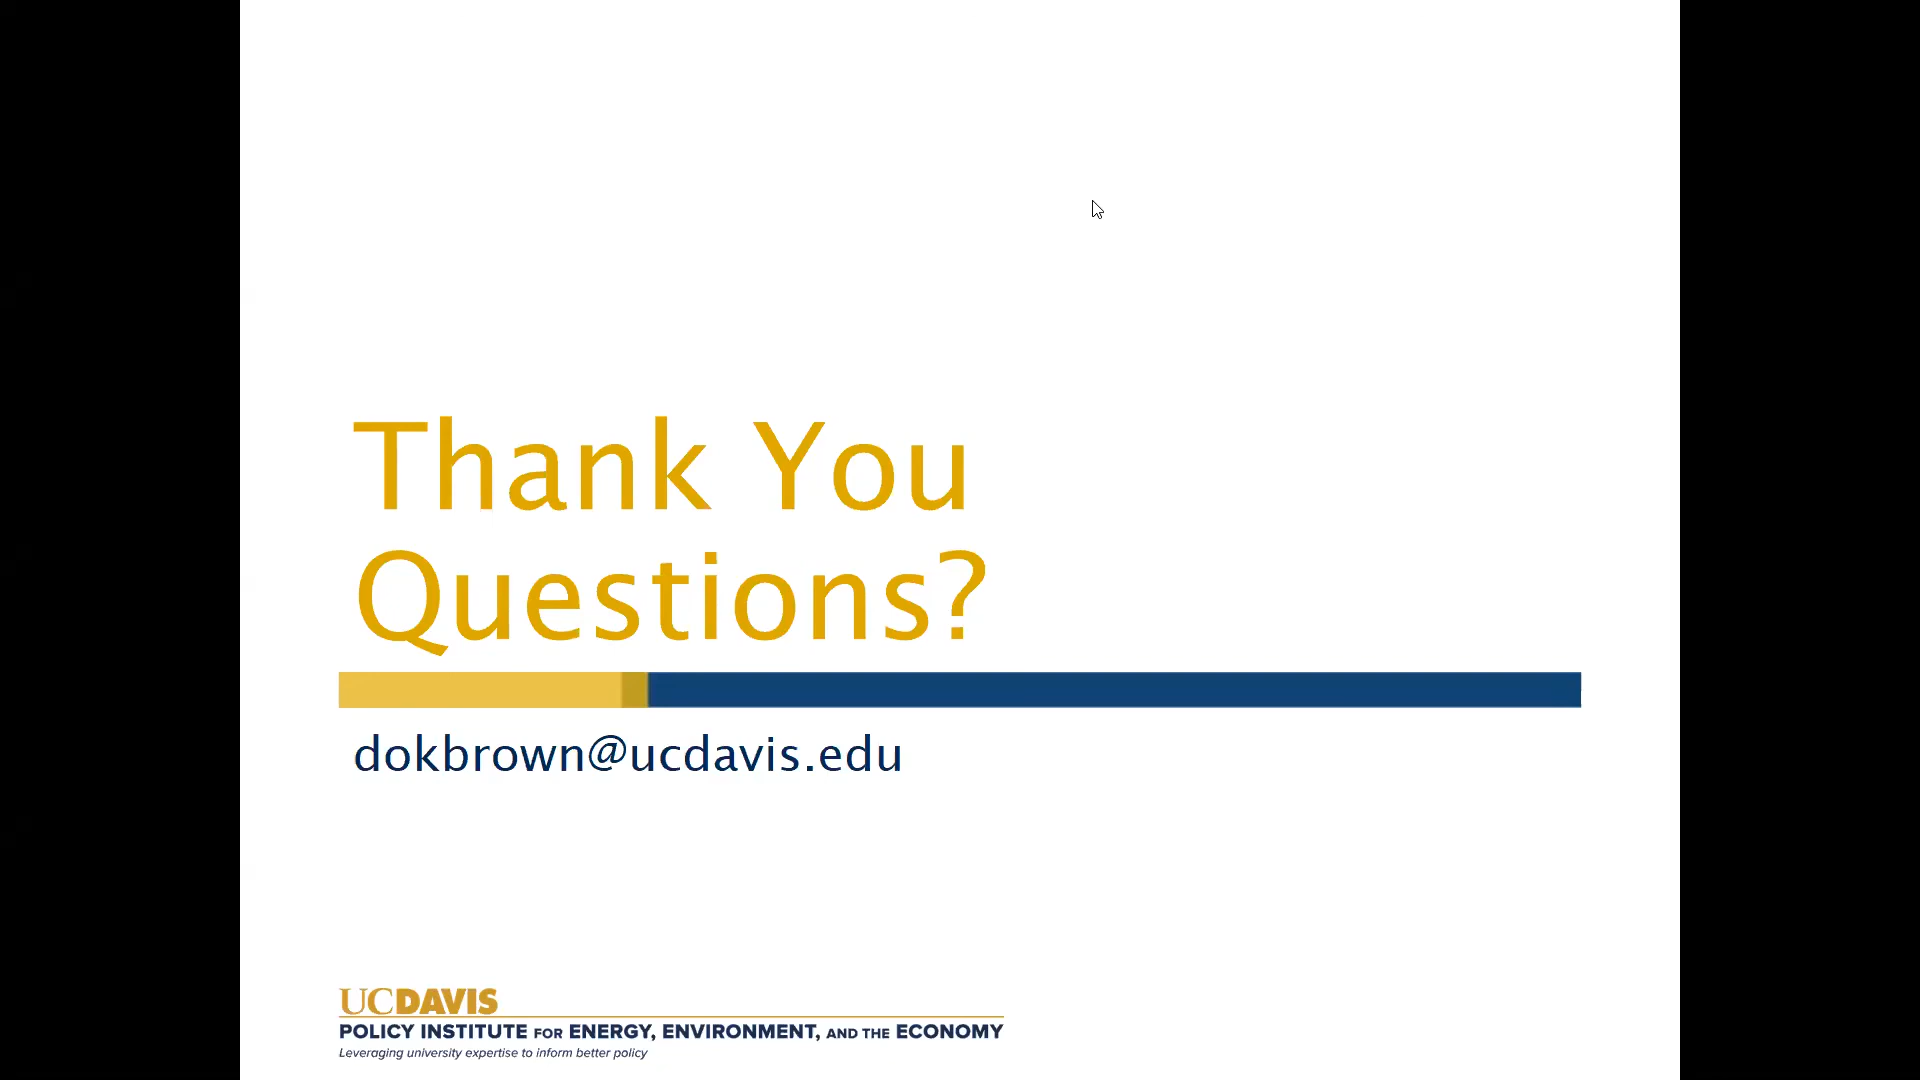 Thank You
Questions?
dokbrown@ucdavis.edu
UCDAVIS
POLICY INSTITUTE FOR ENERGY, ENVIRONMENT, AND THE ECONOMY
Leveraging university expertise to inform better policy